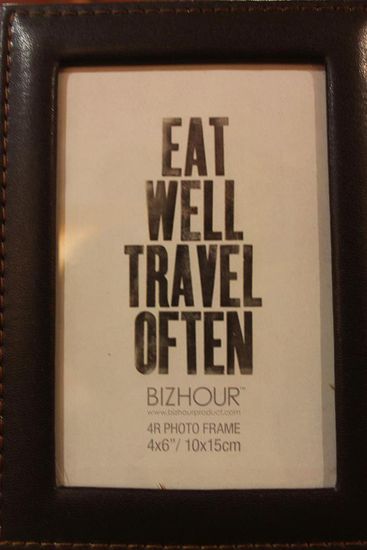 EAT
WELL
TRAVEL
OFTEN
BIZHOUR™
www.bizhourproduct.com
4R PHOTO FRAME
4x6"/ 10x15cm